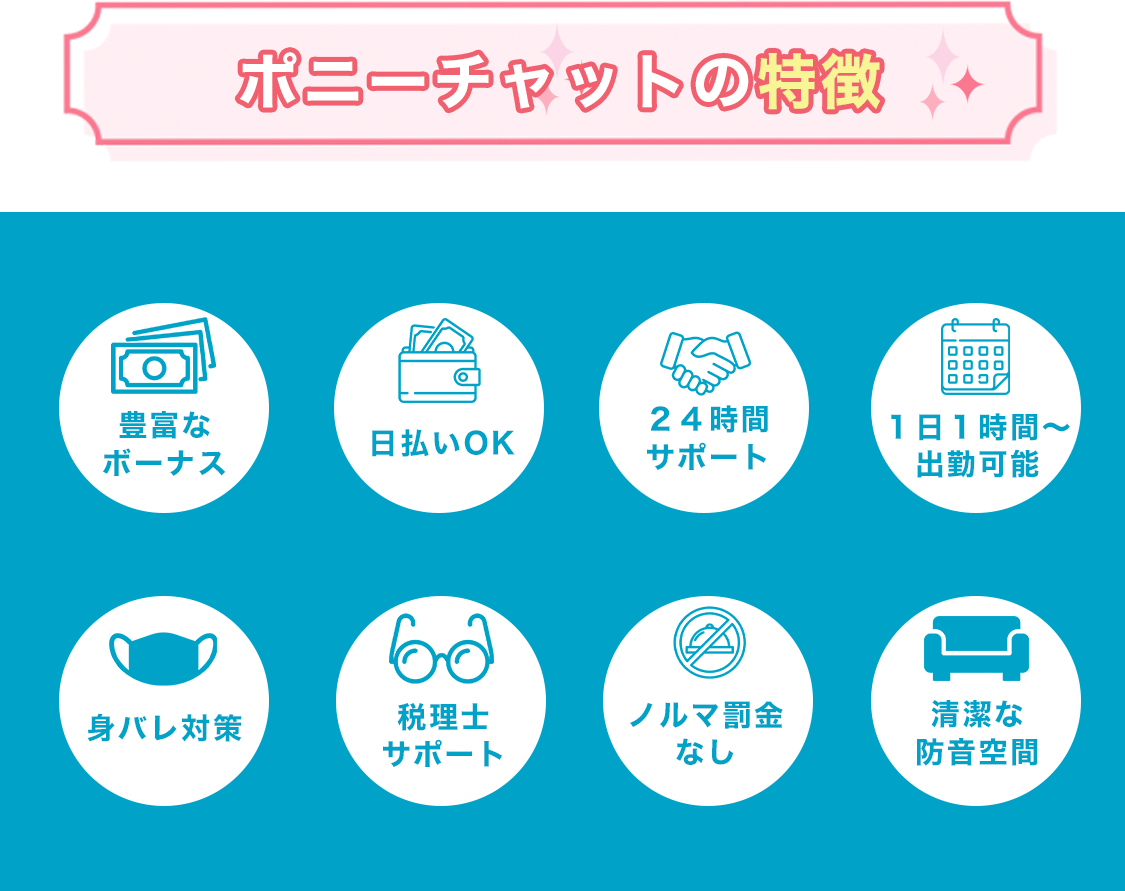 ポニーチャットの特徴
豊富な
ボーナス
日払いOK
２４時間
サポート
１日１時間～
出勤可能
身バレ対策
税理士
サポート
ノルマ罰金
なし
清潔な
防音空間